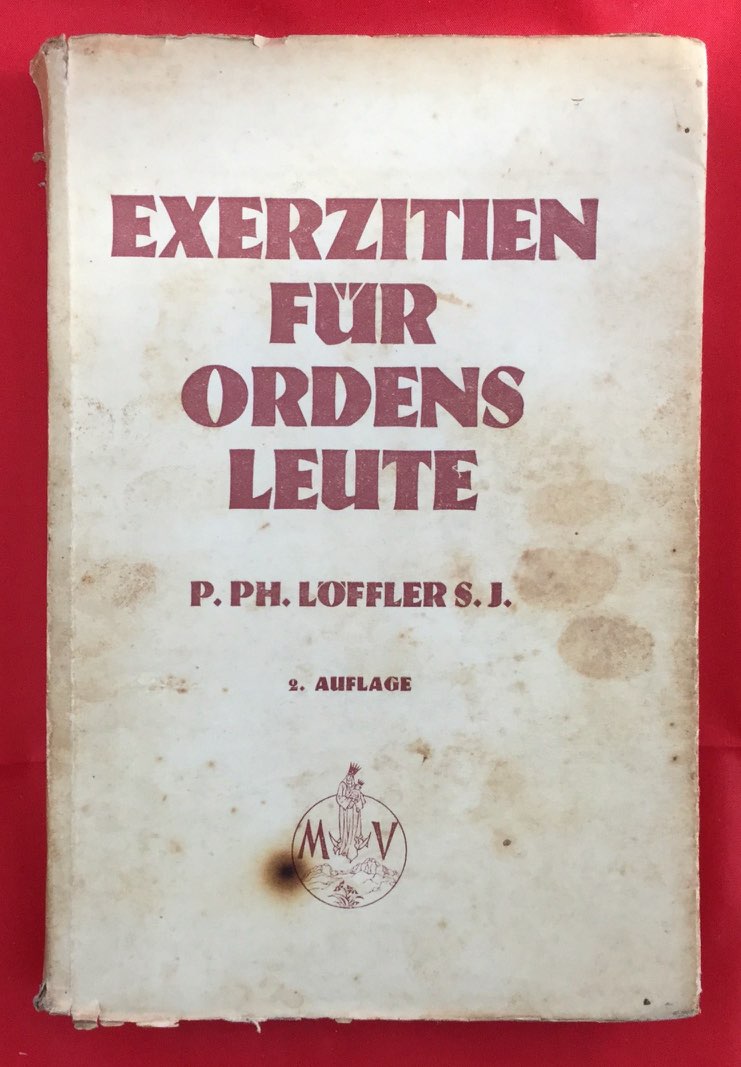 EXERZITIEN
FÜR
ORDENS
LEUTE
P. PH. LÖFFLER S. J.
2. AUFLAGE
M V